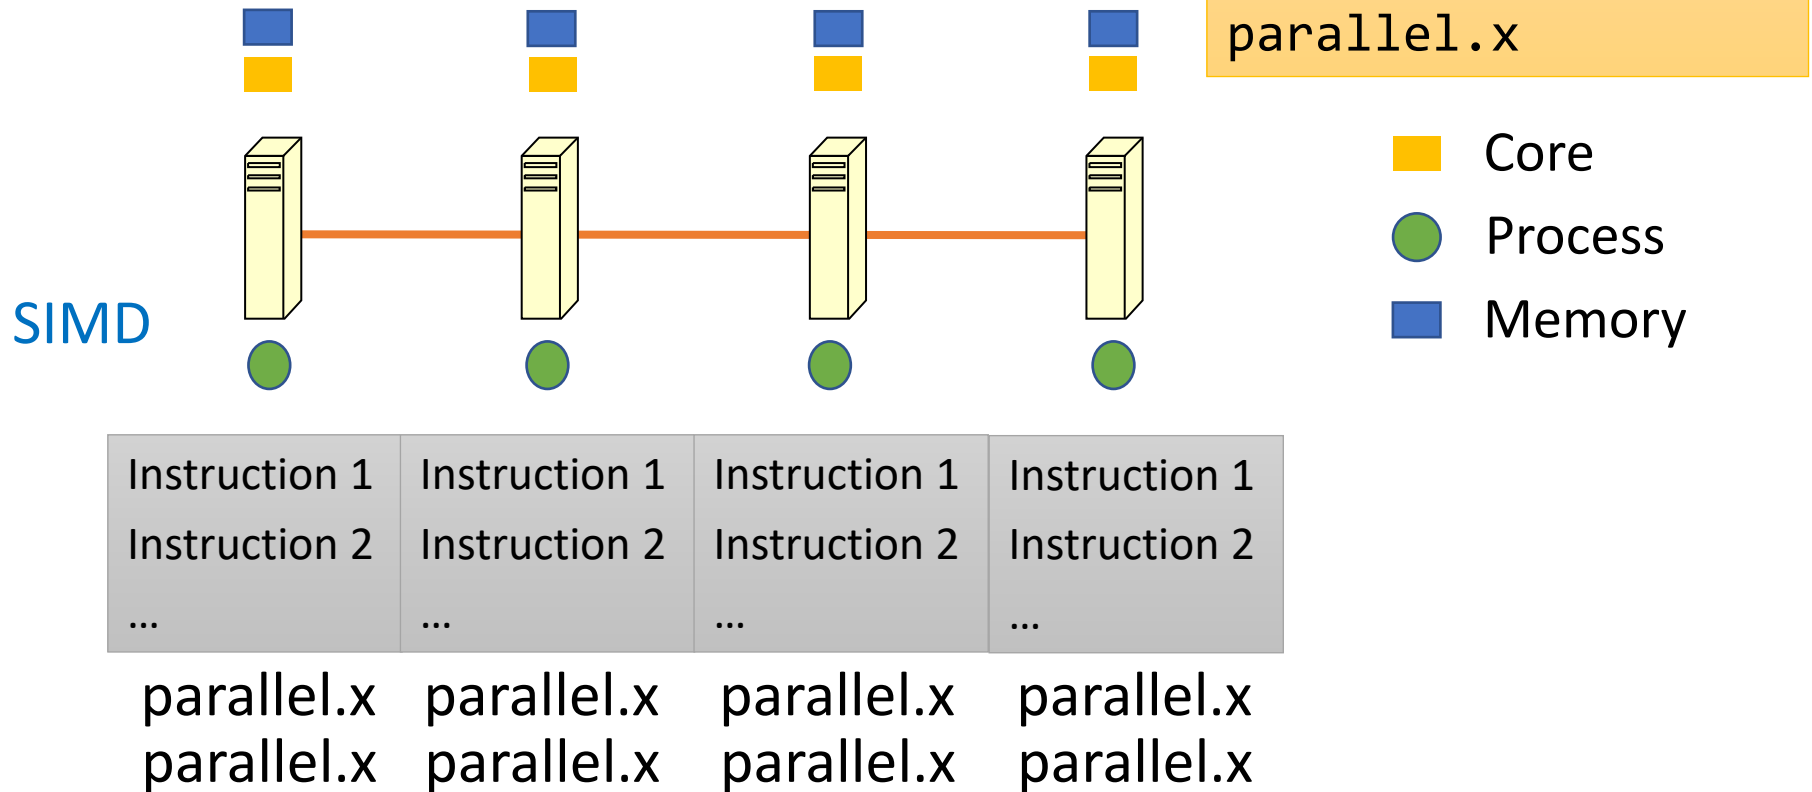 parallel.x
Core
Process
Memory
SIMD
Instruction 1 Instruction 1 Instruction 1 Instruction 1
Instruction 2 Instruction 2 Instruction 2 Instruction 2
... ... ... ...
parallel.x parallel.x parallel.x parallel.x
parallel.x parallel.x parallel.x parallel.x